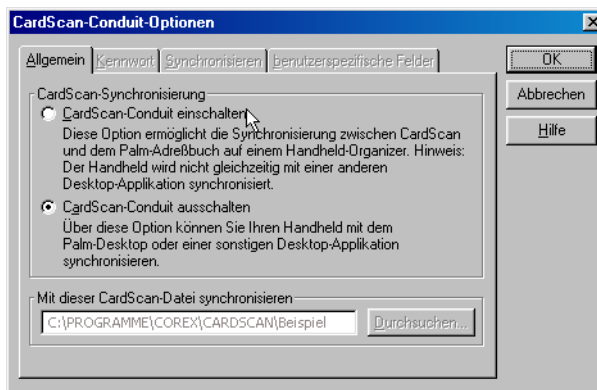 CardScan-Conduit-Optionen
Allgemein Kennwort Synchronisieren benutzerspezifische Felder
OK
Abbrechen
Hilfe
CardScan-Synchronisierung
CardScan-Conduit einschalten
Diese Option ermöglicht die Synchronisierung zwischen CardScan
und dem Palm-Adreßbuch auf einem Handheld-Organizer. Hinweis:
Der Handheld wird nicht gleichzeitig mit einer anderen
Desktop-Applikation synchronisiert.
CardScan-Conduit ausschalten
Über diese Option können Sie Ihren Handheld mit dem
Palm-Desktop oder einer sonstigen Desktop-Applikation
synchronisieren.
Mit dieser CardScan-Datei synchronisieren
C:\PROGRAMME\COREX\CARDSCAN\Beispiel
Durchsuchen...